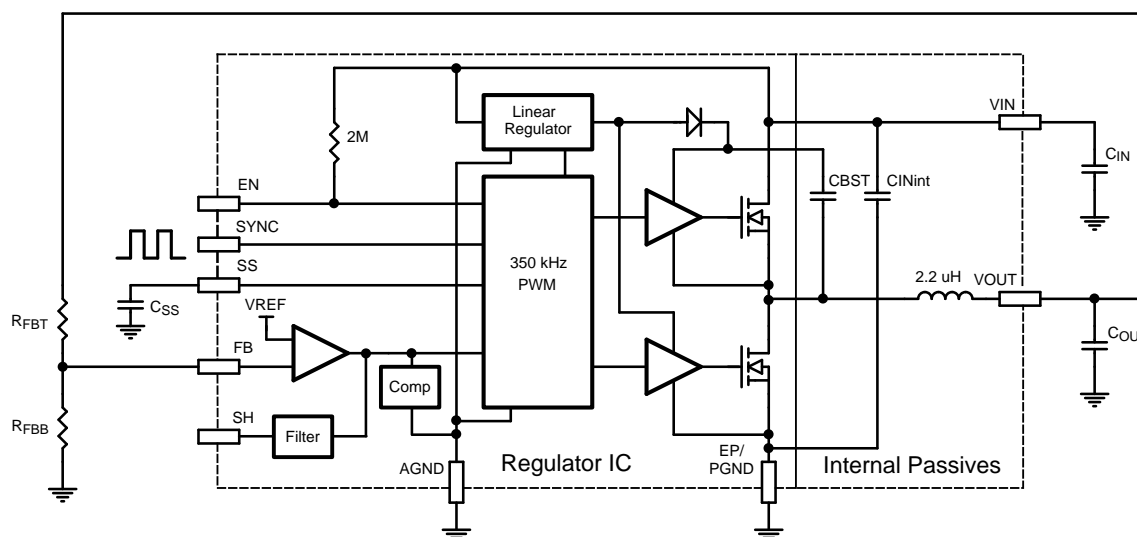 VIN
Linear
Regulator
2M
CIN
CBST
CINint
EN
SYNC
SS
350 kHz
PWM
2.2 uH
VOUT
CSS
VREF
RFBT
COU
FB
Comp
RFBB
SH
Filter
AGND
Regulator IC
EP/
PGND
Internal Passives